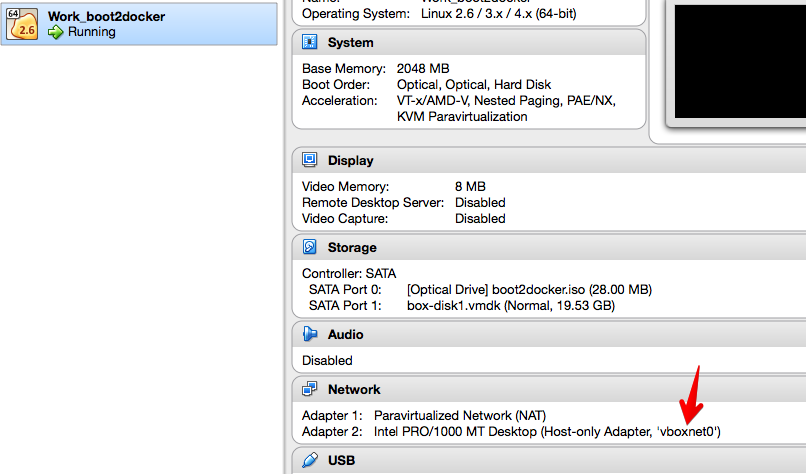 64
2.6
Work_boot2docker
Running
Operating System: Linux 2.6 / 3.x / 4.x (64-bit)
System
Base Memory: 2048 MB
Boot Order: Optical, Optical, Hard Disk
Acceleration: VT-x/AMD-V, Nested Paging, PAE/NX,
KVM Paravirtualization
Display
Video Memory: 8 MB
Remote Desktop Server: Disabled
Video Capture: Disabled
Storage
Controller: SATA
SATA Port 0: [Optical Drive] boot2docker.iso (28.00 MB)
SATA Port 1: box-disk1.vmdk (Normal, 19.53 GB)
Audio
Disabled
Network
Adapter 1: Paravirtualized Network (NAT)
Adapter 2: Intel PRO/1000 MT Desktop (Host-only Adapter, 'vboxnet0')
USB